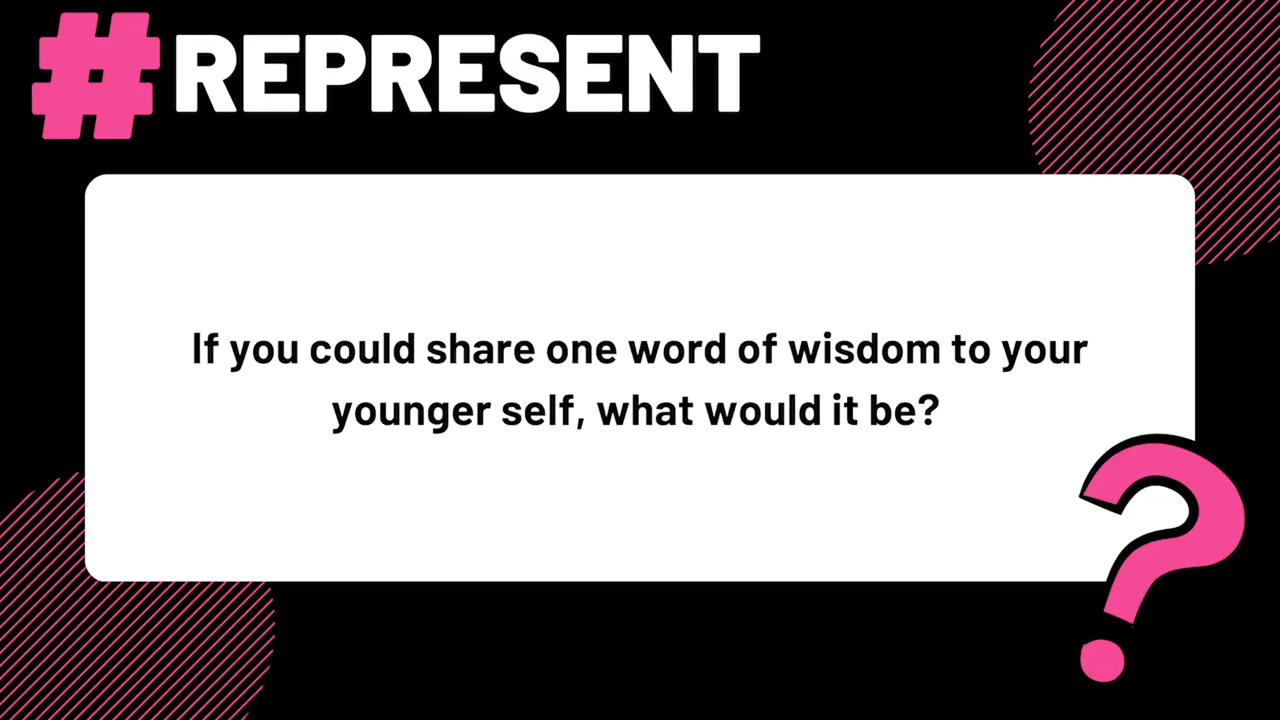 #REPRESENT
If you could share one word of wisdom to your
younger self, what would it be?
?